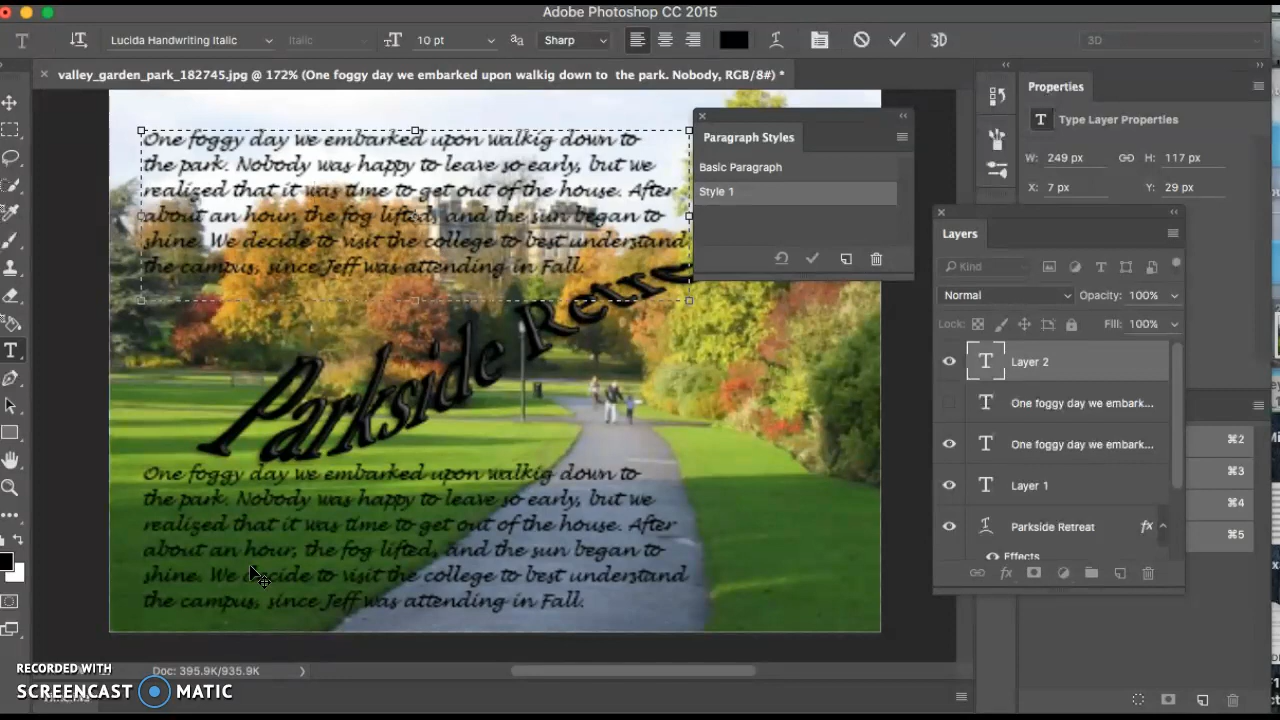 Adobe Photoshop CC 2015
T Lucida Handwriting Italic Italic 10 pt Sharp 3D 3D
valley_garden_park_182745.jpg @ 172% (One foggy day we embarked upon walkig down to the park. Nobody, RGB/8#) *
One foggy day we embarked upon walkig down to
the park. Nobody was happy to leave so early, but we
realized that it was time to get out of the house. After
about an hour, the fog lifted, and the sun began to
shine. We decide to visit the college to best understand
the campus, since Jeff was attending in Fall.
Parkside Retre
One foggy day we embarked upon walkig down to
the park. Nobody was happy to leave so early, but we
realized that it was time to get out of the house. After
about an hour, the fog lifted, and the sun began to
shine. We decide to visit the college to best understand
the campus, since Jeff was attending in Fall.
Paragraph Styles
Basic Paragraph
Style 1
Properties
T Type Layer Properties
W: 249 px H: 117 px
X: 7 px Y: 29 px
Layers
Kind
Normal Opacity: 100%
Lock: Fill: 100%
T Layer 2
T One foggy day we embark...
T One foggy day we embark...
T Layer 1
Parkside Retreat fx
Effects
fx
⌘2
⌘3
⌘4
⌘5
Doc: 395.9K/935.9K
RECORDED WITH
SCREENCAST MATIC